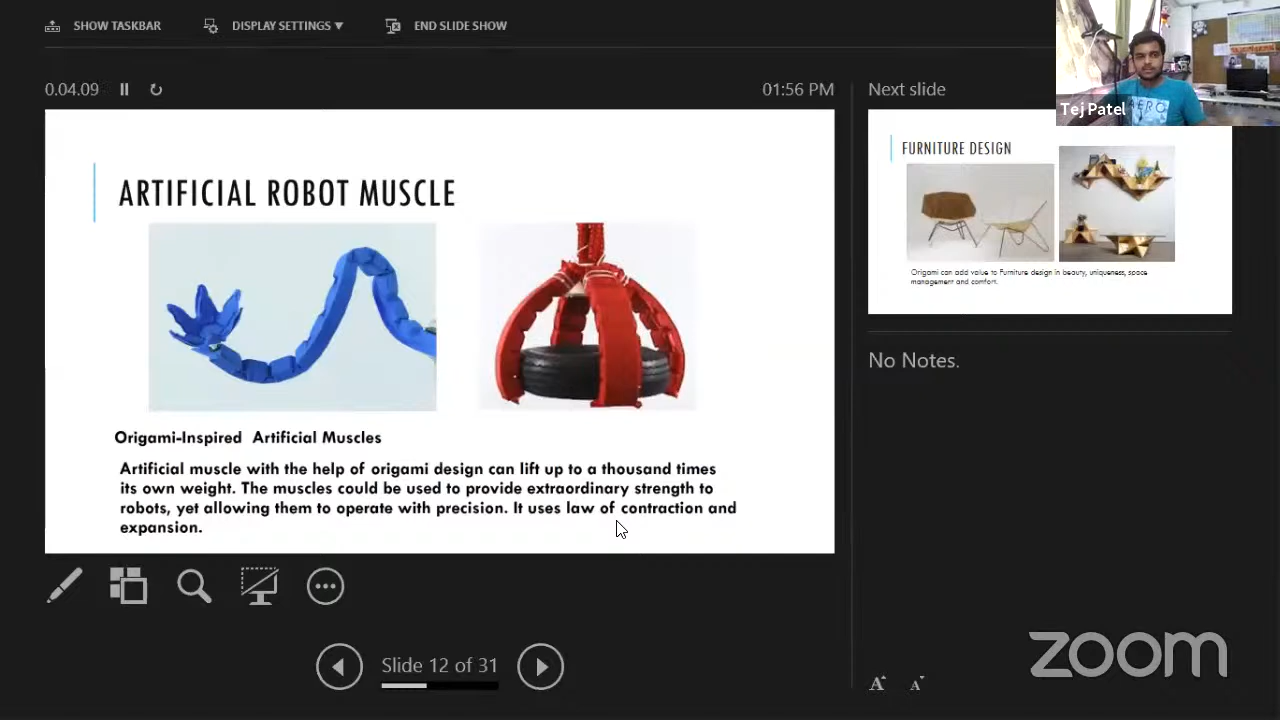 SHOW TASKBAR
DISPLAY SETTINGS ▼
END SLIDE SHOW
0.04.09
01:56 PM
Next slide
Tej Patel
AERO
ARTIFICIAL ROBOT MUSCLE
FURNITURE DESIGN
Origami can add value to Furniture design in beauty, uniqueness, space
management and comfort.
No Notes.
Origami-Inspired Artificial Muscles
Artificial muscle with the help of origami design can lift up to a thousand times
its own weight. The muscles could be used to provide extraordinary strength to
robots, yet allowing them to operate with precision. It uses law of contraction and
expansion.
Slide 12 of 31
zoom
A A